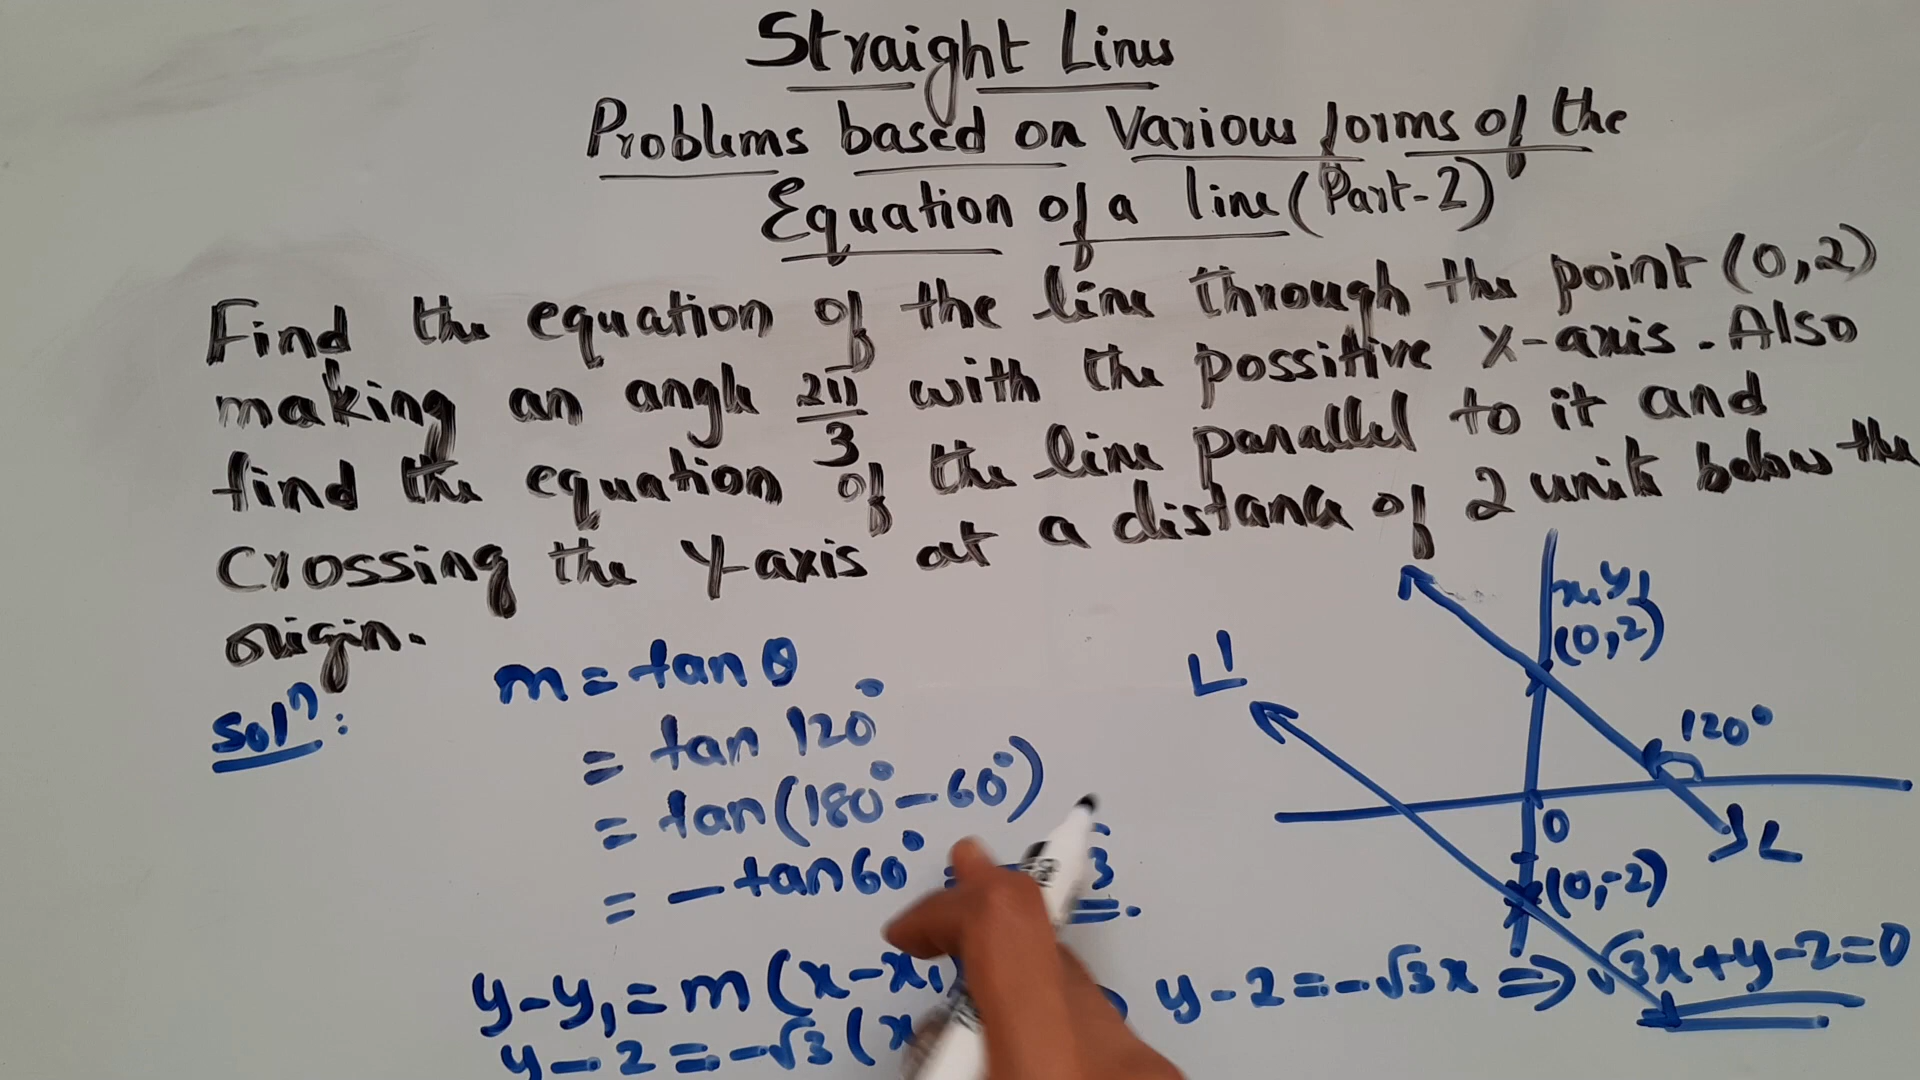 Straight Lines
Problems based on Various forms of the
Equation of a line (Part-2)
Find the equation of the line through the point (0,2)
making an angle 2π/3 with the possitive X-axis. Also
find the equation of the line parallel to it and
crossing the Y-axis at a distance of 2 units below the
origin.
Solⁿ:
m = tan θ
= tan 120°
= tan(180° - 60°)
= - tan 60° = 3.
y - y₁ = m (x - x₁
y - 2 = -√3 (x
y - 2 = -√3x ⇒ √3x + y - 2 = 0
x₁ y₁
(0,2)
L'
120°
O
L
(0,-2)